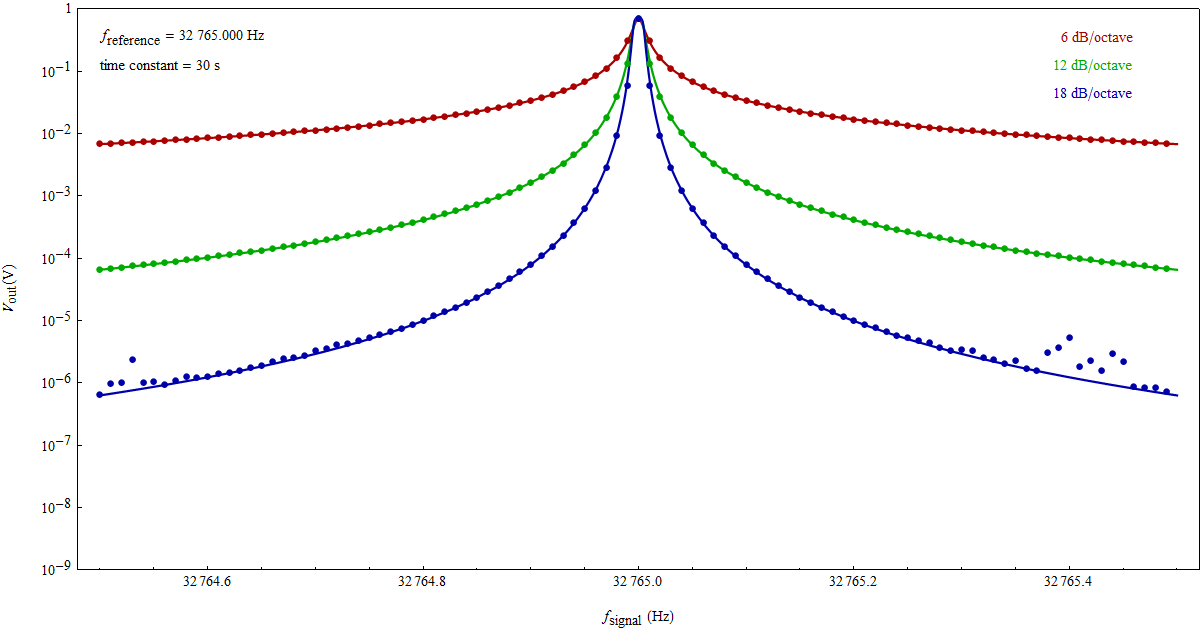 1
f_reference = 32 765.000 Hz
6 dB/octave
time constant = 30 s
12 dB/octave
10^−1
18 dB/octave
10^−2
10^−3
10^−4
V_out(V)
10^−5
10^−6
10^−7
10^−8
10^−9
32 764.6 32 764.8 32 765.0 32 765.2 32 765.4
f_signal (Hz)